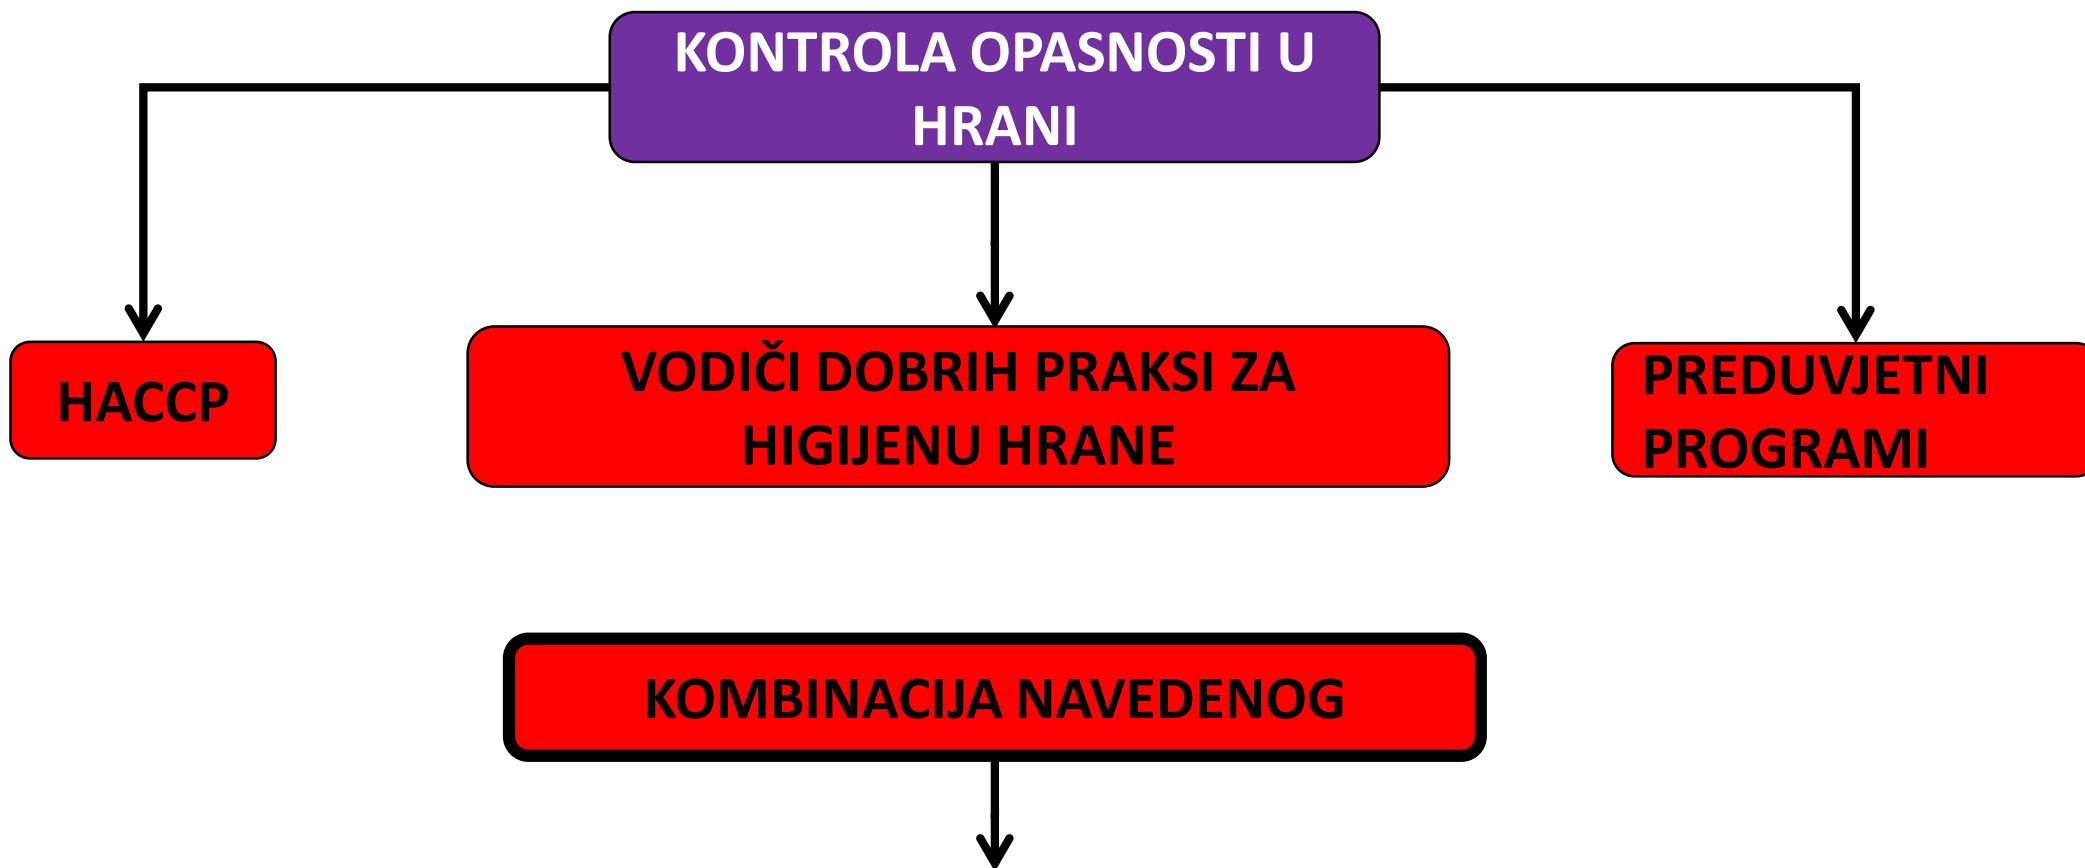 KONTROLA OPASNOSTI U
HRANI
HACCP
VODIČI DOBRIH PRAKSI ZA
HIGIJENU HRANE
PREDUVJETNI
PROGRAMI
KOMBINACIJA NAVEDENOG